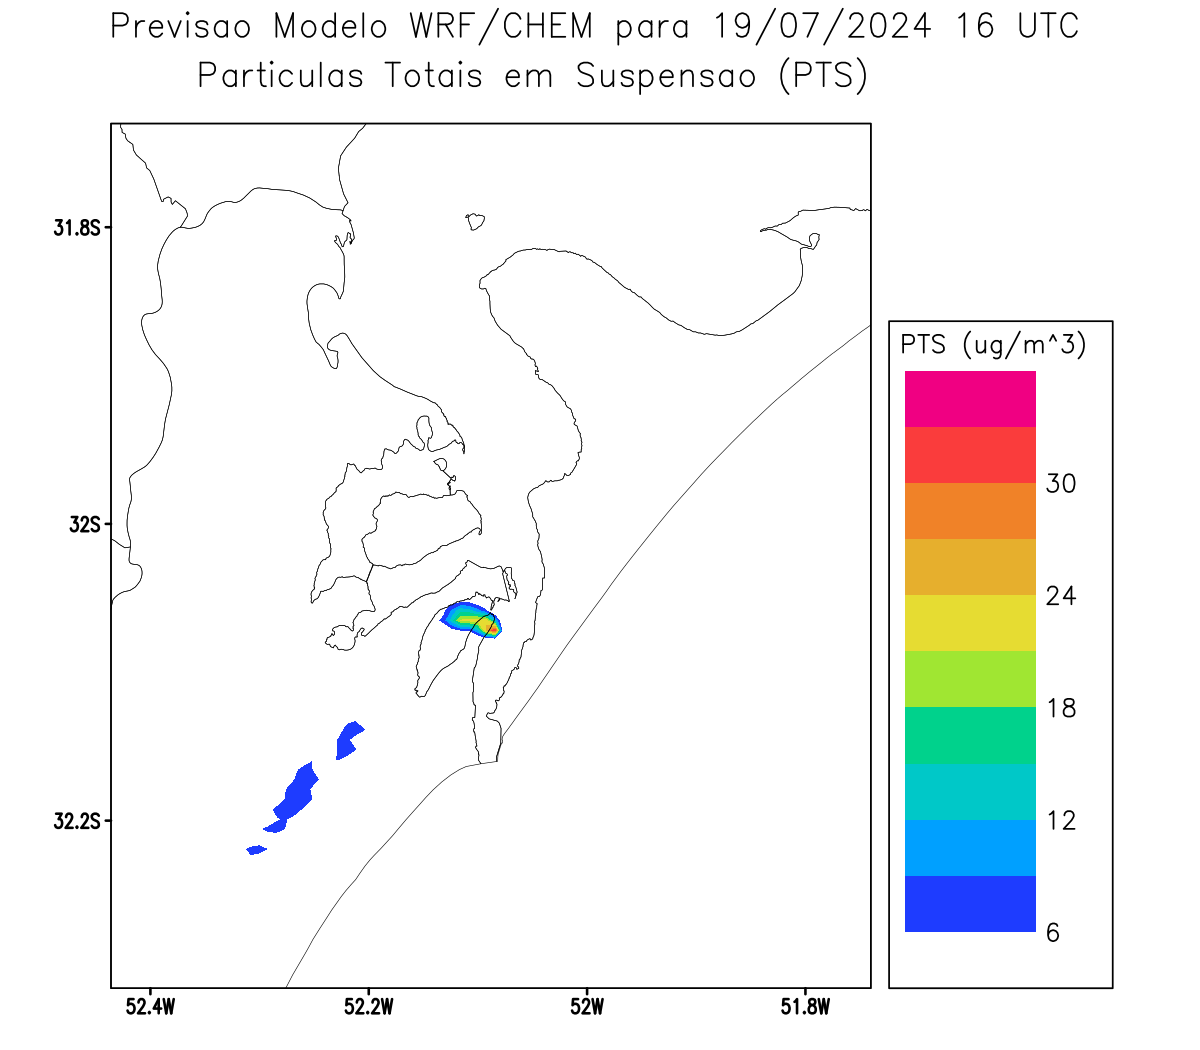 Previsao Modelo WRF/CHEM para 19/07/2024 16 UTC
Particulas Totais em Suspensao (PTS)
31.8S
32S
32.2S
52.4W
52.2W
52W
51.8W
PTS (ug/m^3)
30
24
18
12
6